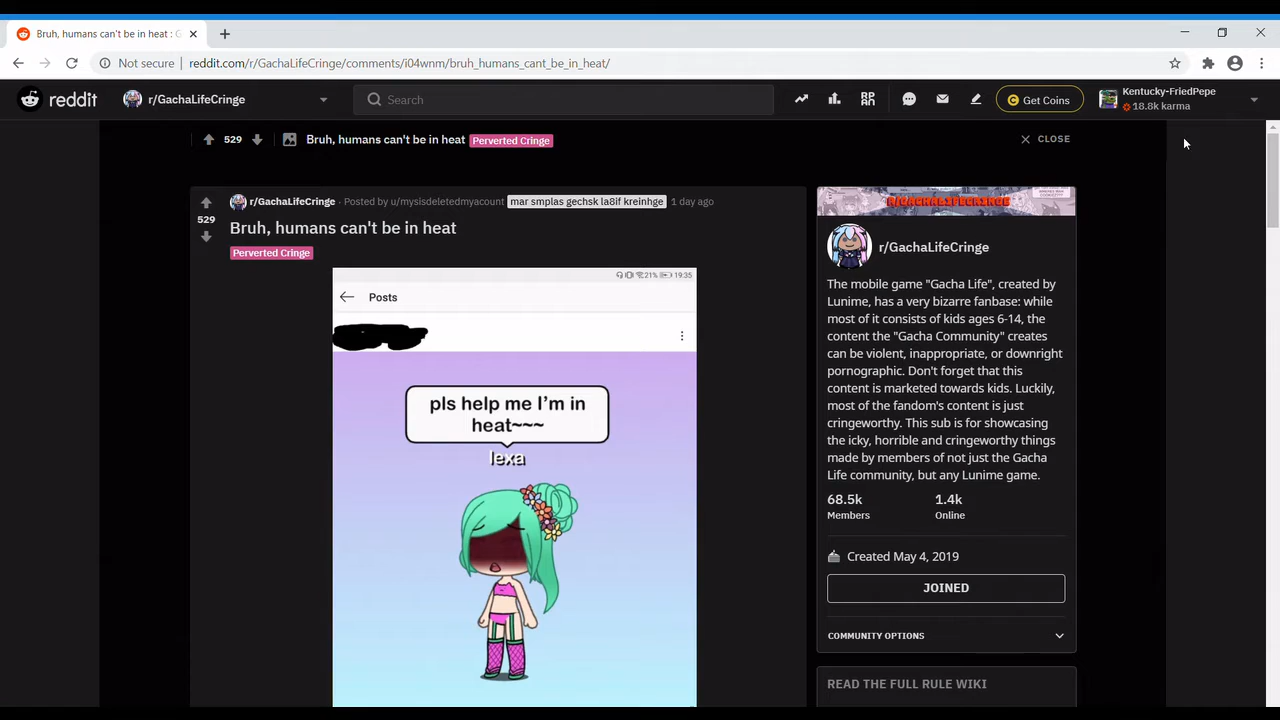 Bruh, humans can't be in heat : G
Not secure
reddit.com/r/GachaLifeCringe/comments/i04wnm/bruh_humans_cant_be_in_heat/
reddit
r/GachaLifeCringe
Search
Get Coins
Kentucky-FriedPepe
18.8k karma
529
Bruh, humans can't be in heat
Perverted Cringe
CLOSE
529
r/GachaLifeCringe · Posted by u/mysisdeletedmyacount mar smplas gechsk la8if kreinhge 1 day ago
Bruh, humans can't be in heat
Perverted Cringe
21% 19:35
Posts
pls help me I'm in
heat~~~
lexa
R/GACHALIFECRINGE
r/GachaLifeCringe
The mobile game "Gacha Life", created by
Lunime, has a very bizarre fanbase: while
most of it consists of kids ages 6-14, the
content the "Gacha Community" creates
can be violent, inappropriate, or downright
pornographic. Don't forget that this
content is marketed towards kids. Luckily,
most of the fandom's content is just
cringeworthy. This sub is for showcasing
the icky, horrible and cringeworthy things
made by members of not just the Gacha
Life community, but any Lunime game.
68.5k 1.4k
Members Online
Created May 4, 2019
JOINED
COMMUNITY OPTIONS
READ THE FULL RULE WIKI